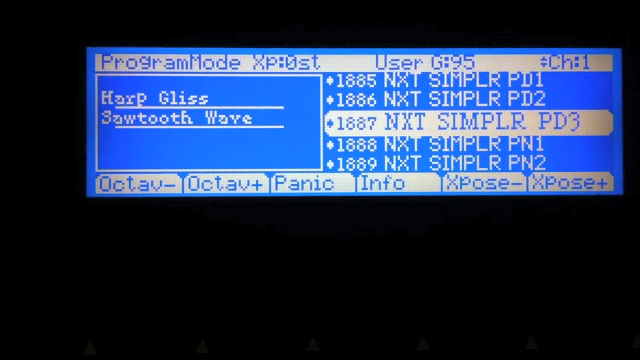 ProgramMode Xp:0st User G:95 ÷Ch:1
Harp Gliss
Sawtooth Wave
♦1885 NXT SIMPLR PD1
♦1886 NXT SIMPLR PD2
♦1887 NXT SIMPLR PD3
♦1888 NXT SIMPLR PN1
♦1889 NXT SIMPLR PN2
Octav- Octav+ Panic Info Xpose- Xpose+